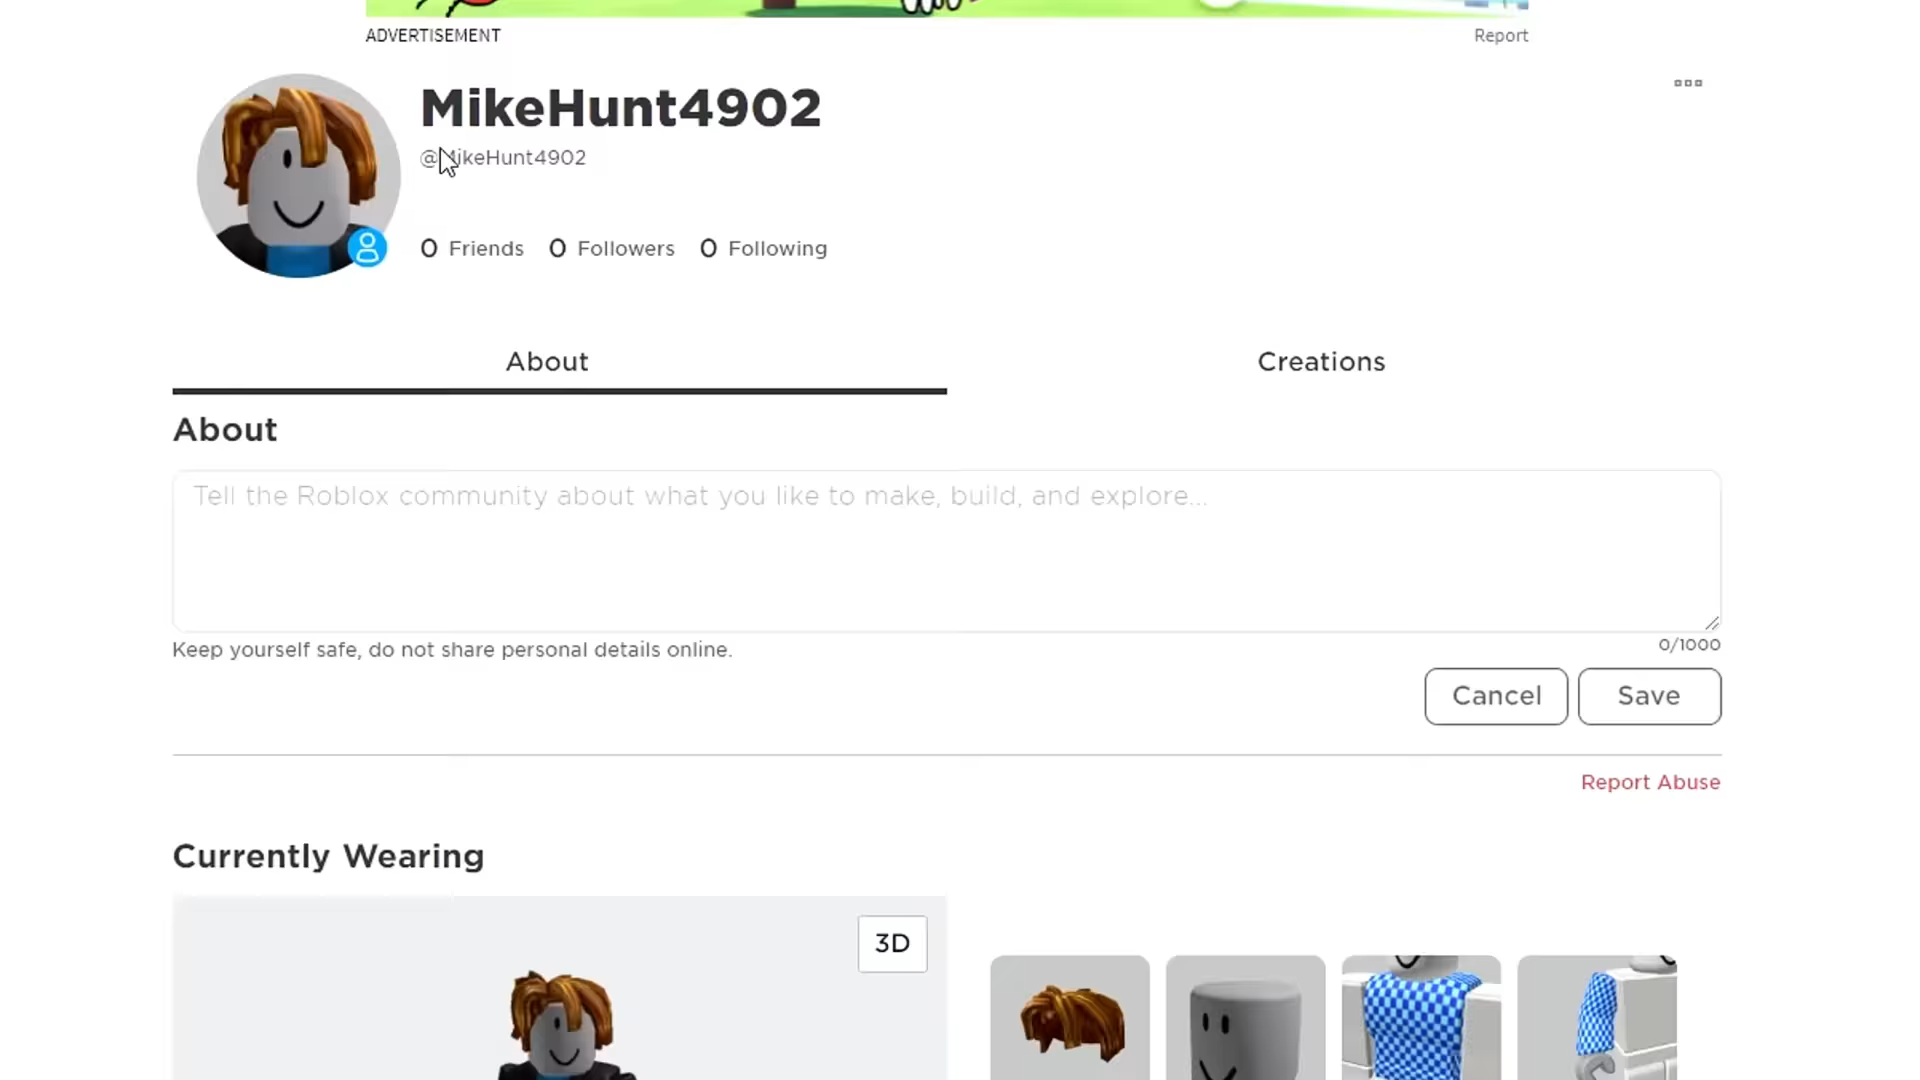 ADVERTISEMENT
Report
MikeHunt4902
@MikeHunt4902
0 Friends 0 Followers 0 Following
About
Creations
About
Tell the Roblox community about what you like to make, build, and explore...
Keep yourself safe, do not share personal details online.
0/1000
Cancel
Save
Report Abuse
Currently Wearing
3D